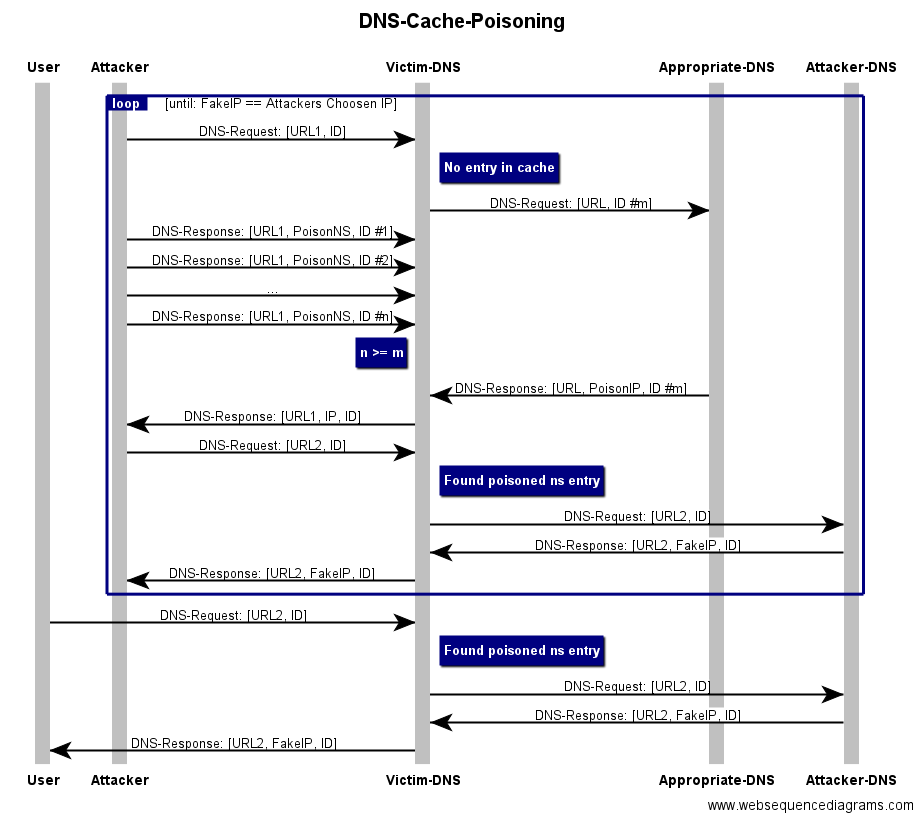 DNS-Cache-Poisoning
User Attacker Victim-DNS Appropriate-DNS Attacker-DNS
loop [until: FakeIP == Attackers Choosen IP]
DNS-Request: [URL1, ID]
No entry in cache
DNS-Request: [URL, ID #m]
DNS-Response: [URL1, PoisonNS, ID #1]
DNS-Response: [URL1, PoisonNS, ID #2]
...
DNS-Response: [URL1, PoisonNS, ID #n]
n >= m
DNS-Response: [URL, PoisonIP, ID #m]
DNS-Response: [URL1, IP, ID]
DNS-Request: [URL2, ID]
Found poisoned ns entry
DNS-Request: [URL2, ID]
DNS-Response: [URL2, FakeIP, ID]
DNS-Response: [URL2, FakeIP, ID]
DNS-Request: [URL2, ID]
Found poisoned ns entry
DNS-Request: [URL2, ID]
DNS-Response: [URL2, FakeIP, ID]
DNS-Response: [URL2, FakeIP, ID]
User Attacker Victim-DNS Appropriate-DNS Attacker-DNS
www.websequencediagrams.com